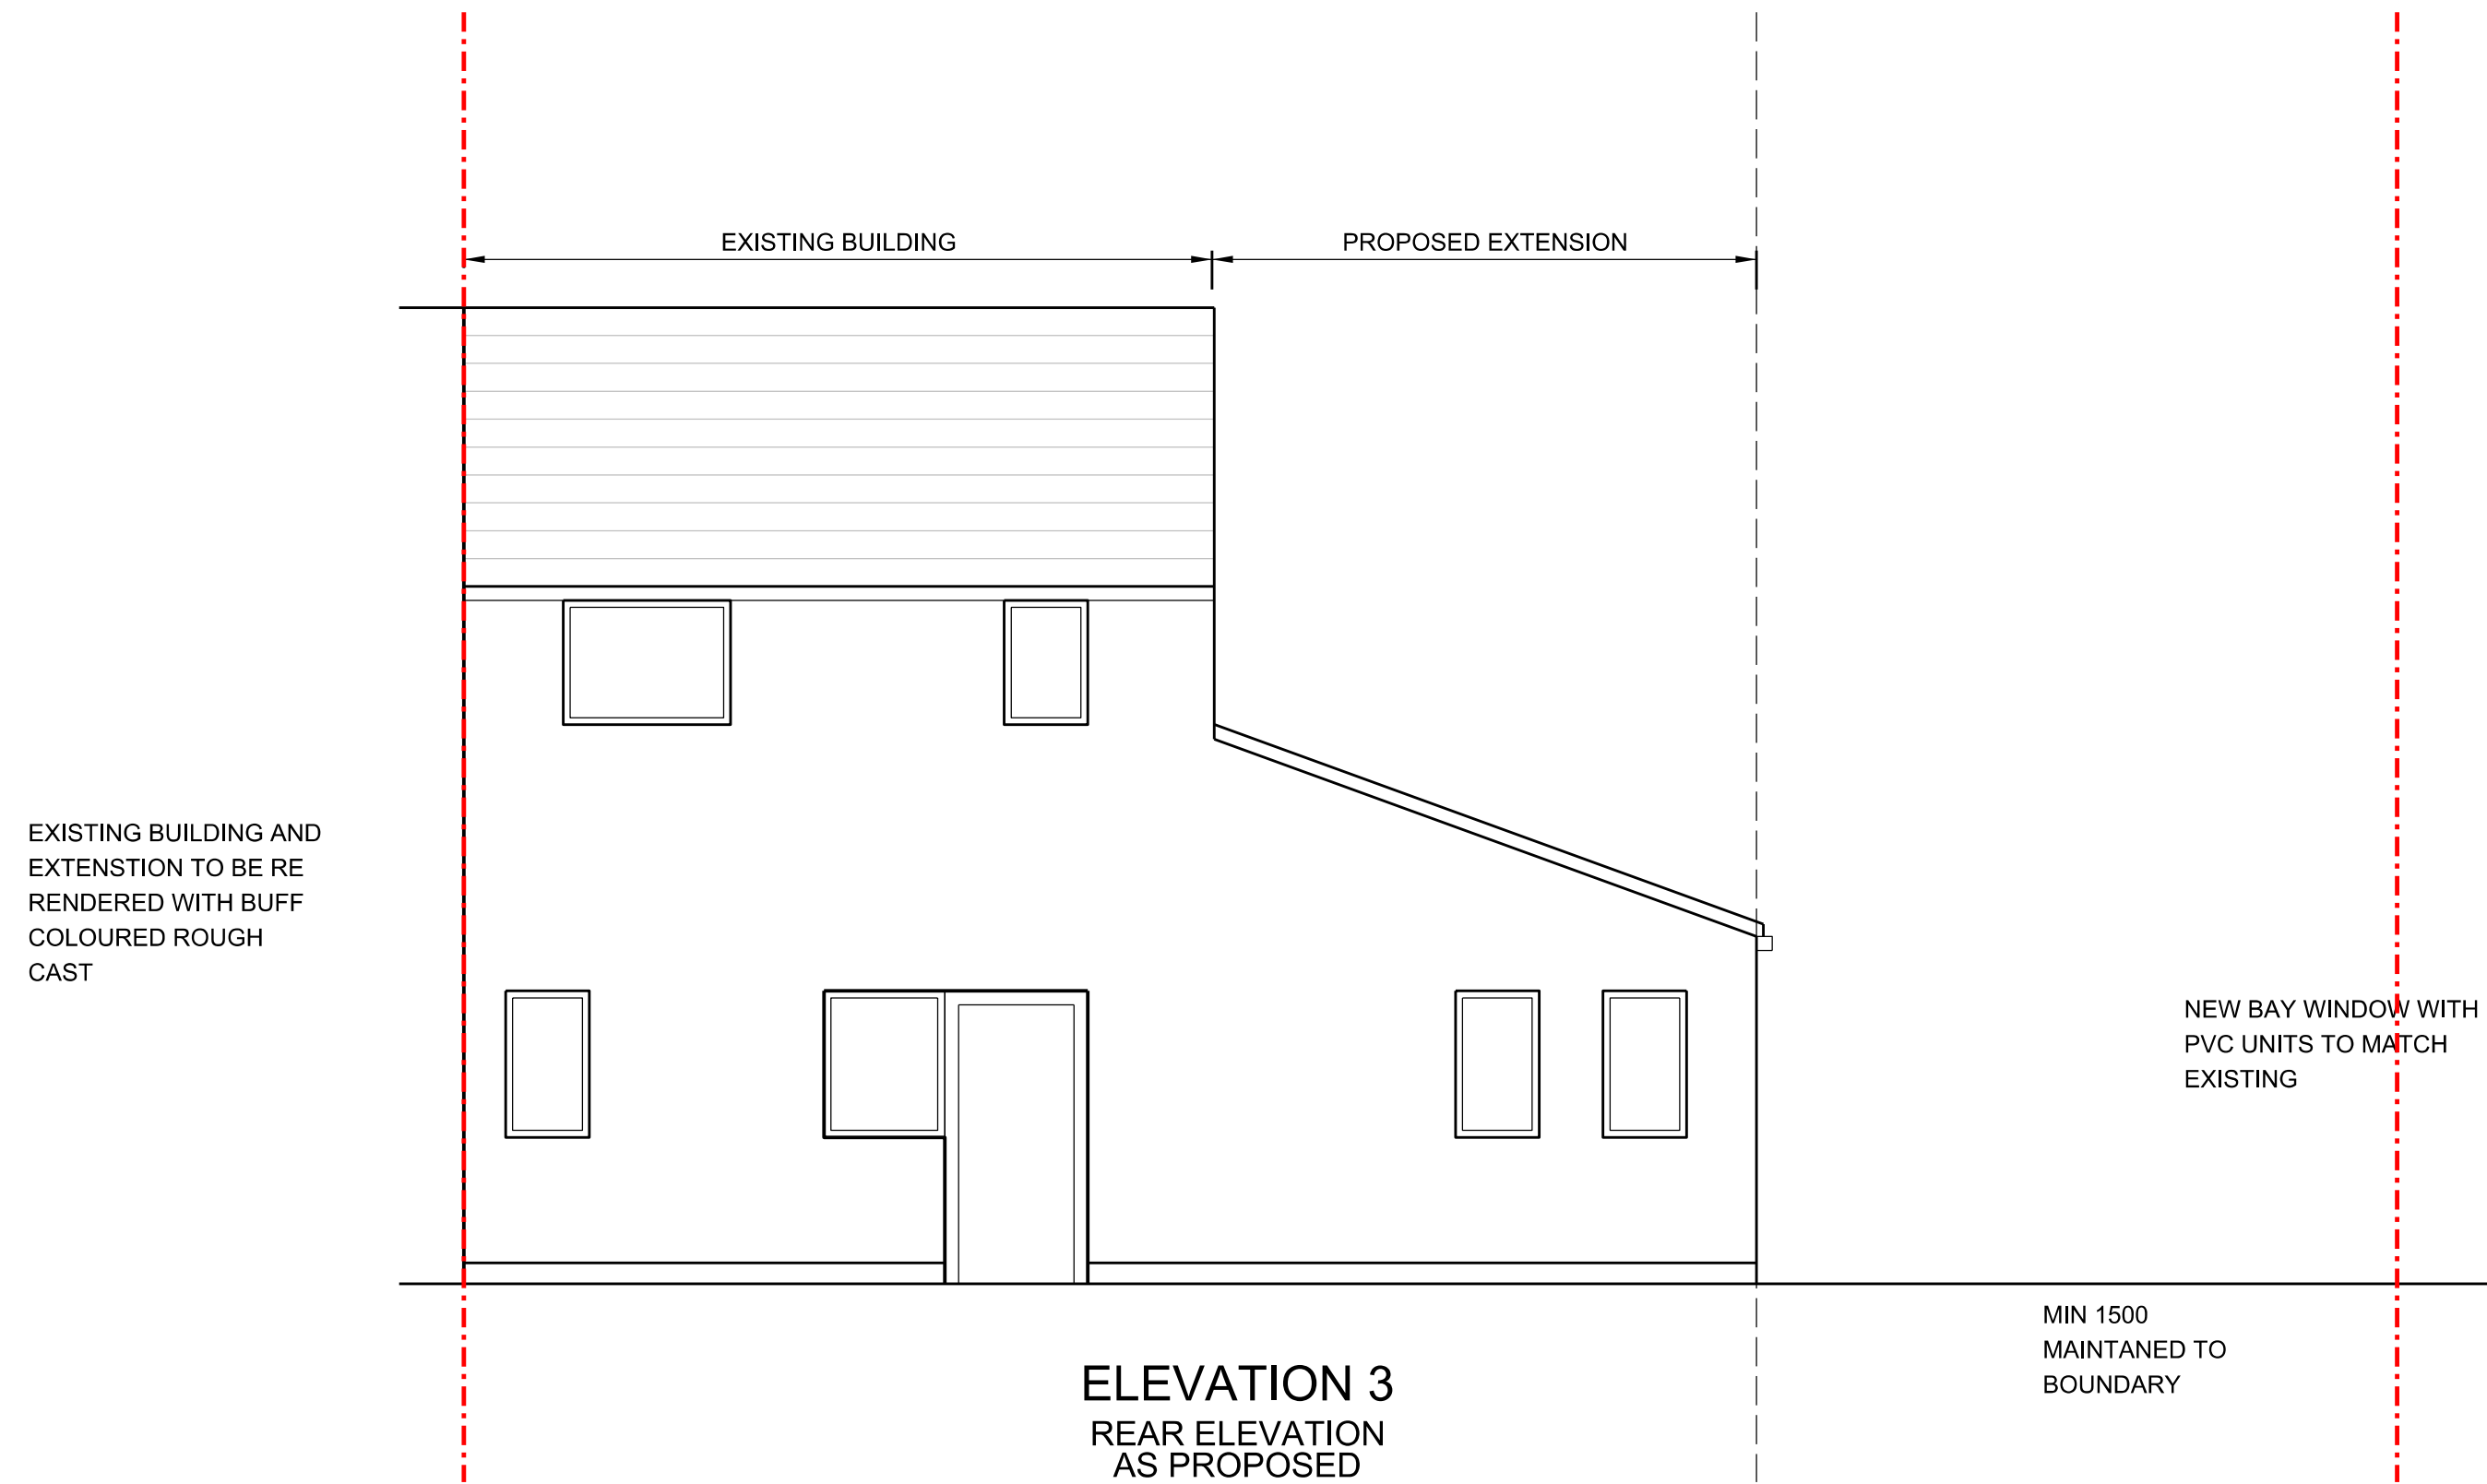 EXISTING BUILDING
PROPOSED EXTENSION
EXISTING BUILDING AND
EXTENSTION TO BE RE
RENDERED WITH BUFF
COLOURED ROUGH
CAST
NEW BAY WINDOW WITH
PVC UNITS TO MATCH
EXISTING
MIN 1500
MAINTANED TO
BOUNDARY
ELEVATION 3
REAR ELEVATION
AS PROPOSED